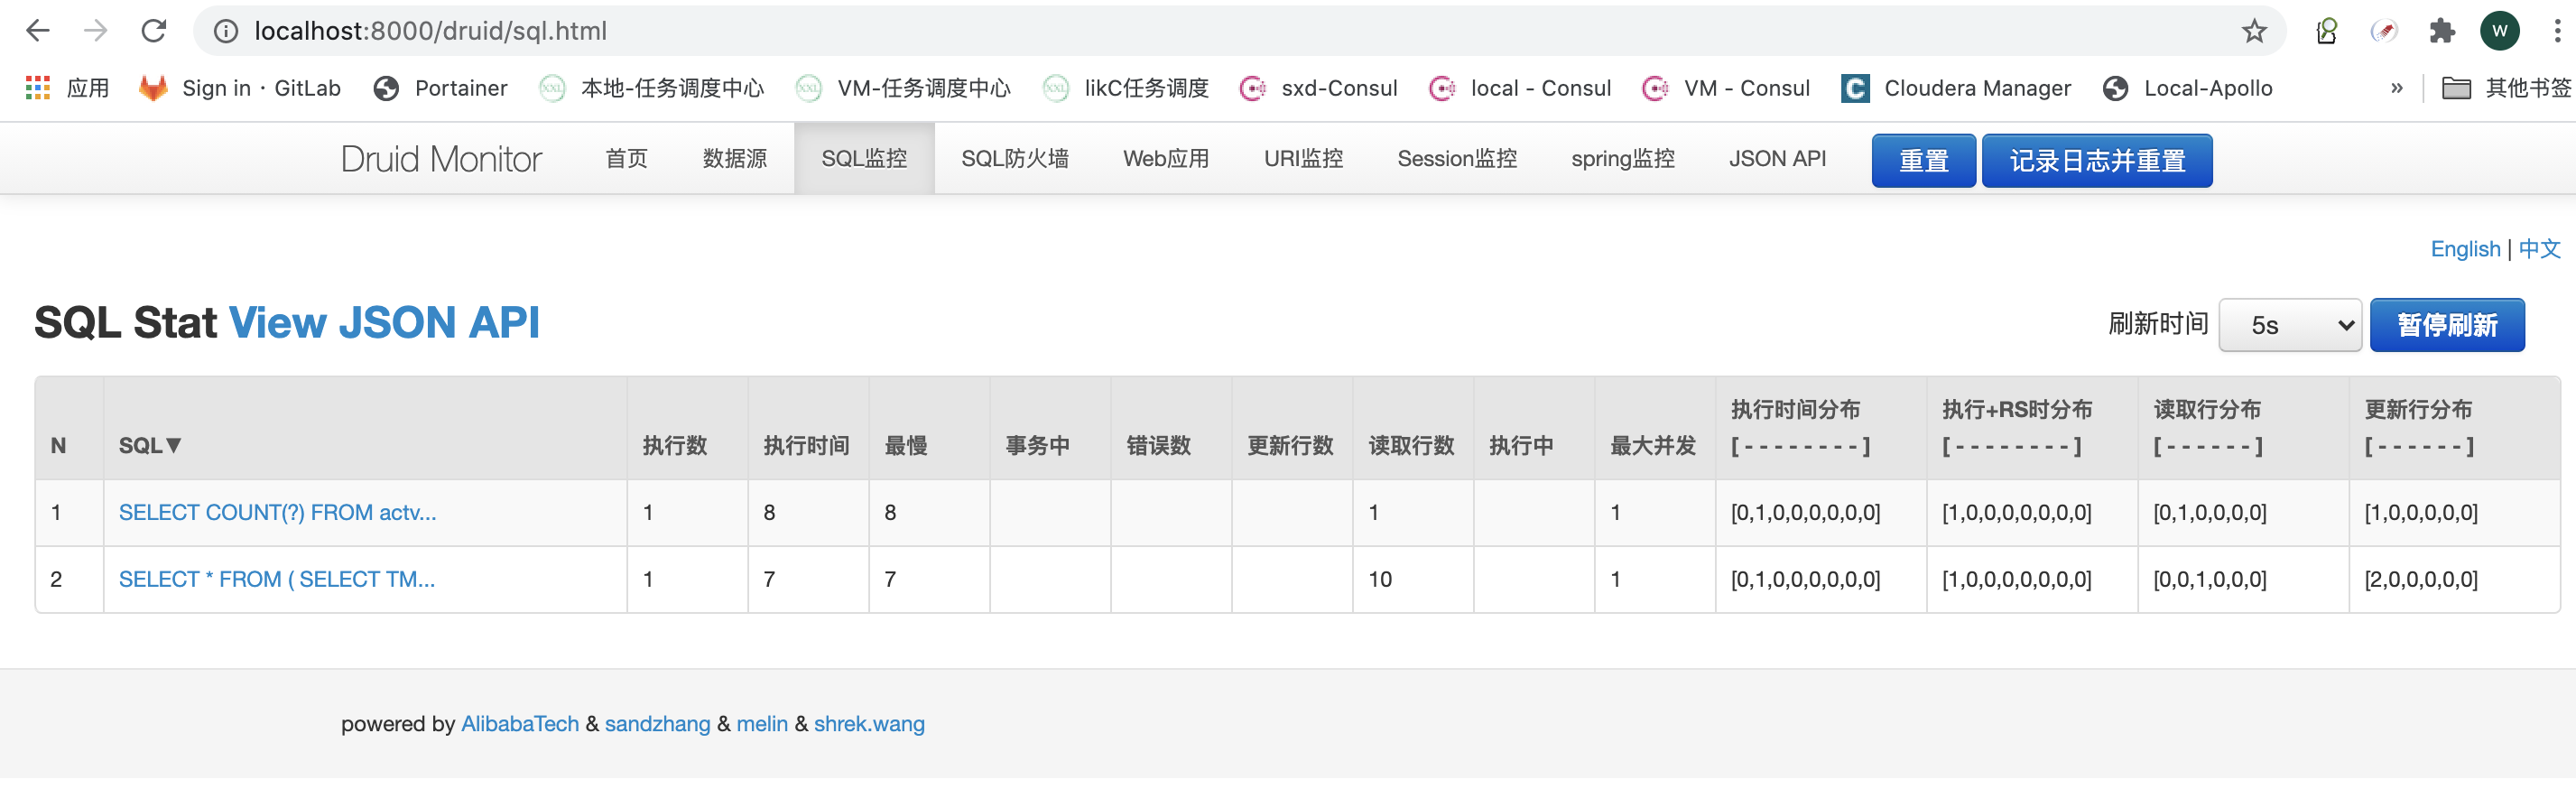 localhost:8000/druid/sql.html W
应用 Sign in · GitLab Portainer 本地-任务调度中心 VM-任务调度中心 likC任务调度 sxd-Consul local - Consul VM - Consul Cloudera Manager Local-Apollo » 其他书签
Druid Monitor 首页 数据源 SQL监控 SQL防火墙 Web应用 URI监控 Session监控 spring监控 JSON API 重置 记录日志并重置
English | 中文
SQL Stat View JSON API 刷新时间 5s 暂停刷新
N SQL▼ 执行数 执行时间 最慢 事务中 错误数 更新行数 读取行数 执行中 最大并发 执行时间分布 [ - - - - - - - - ] 执行+RS时分布 [ - - - - - - - - ] 读取行分布 [ - - - - - - ] 更新行分布 [ - - - - - - ]
1 SELECT COUNT(?) FROM actv... 1 8 8 1 1 [0,1,0,0,0,0,0,0] [1,0,0,0,0,0,0,0] [0,1,0,0,0,0] [1,0,0,0,0,0]
2 SELECT * FROM ( SELECT TM... 1 7 7 10 1 [0,1,0,0,0,0,0,0] [1,0,0,0,0,0,0,0] [0,0,1,0,0,0] [2,0,0,0,0,0]
powered by AlibabaTech & sandzhang & melin & shrek.wang